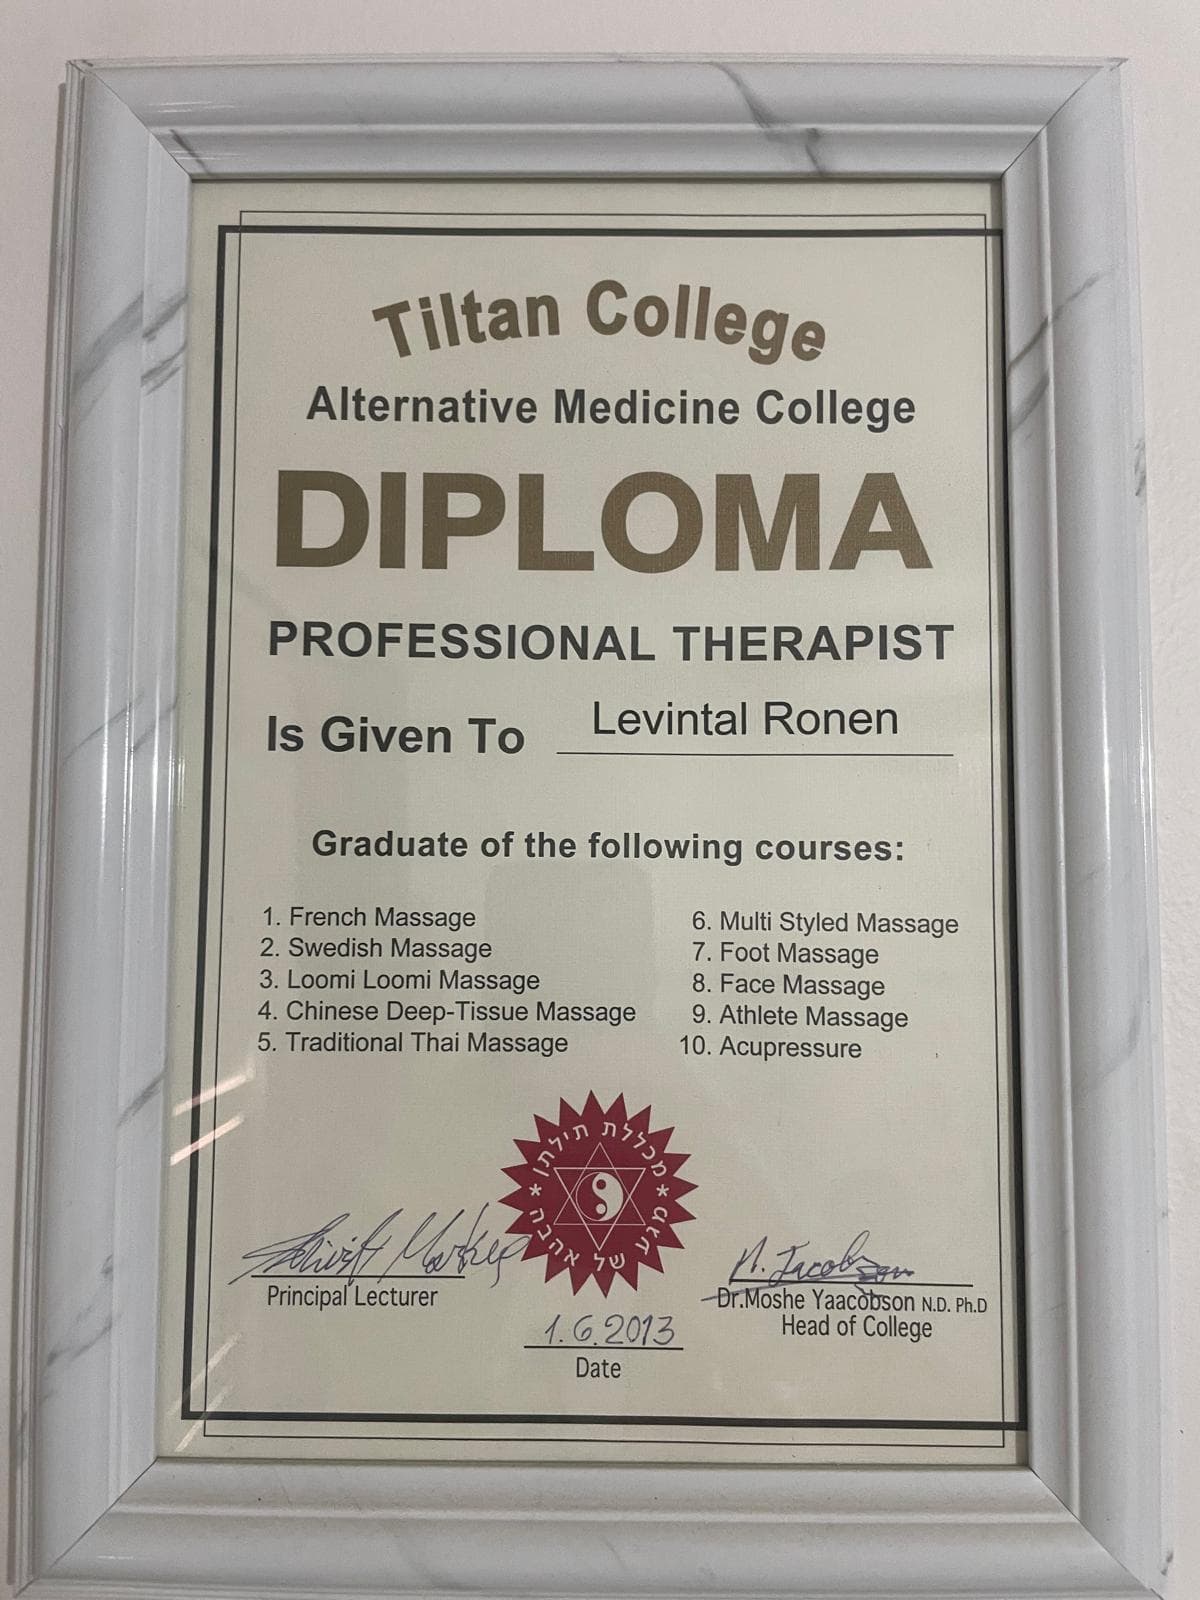 Tiltan College
Alternative Medicine College
DIPLOMA
PROFESSIONAL THERAPIST
Is Given To Levintal Ronen
Graduate of the following courses:
1. French Massage
2. Swedish Massage
3. Loomi Loomi Massage
4. Chinese Deep-Tissue Massage
5. Traditional Thai Massage
6. Multi Styled Massage
7. Foot Massage
8. Face Massage
9. Athlete Massage
10. Acupressure
מכללת תילתן
* מגע של אהבה *
Principal Lecturer
1.6.2013
Date
Dr.Moshe Yaacobson N.D. Ph.D
Head of College